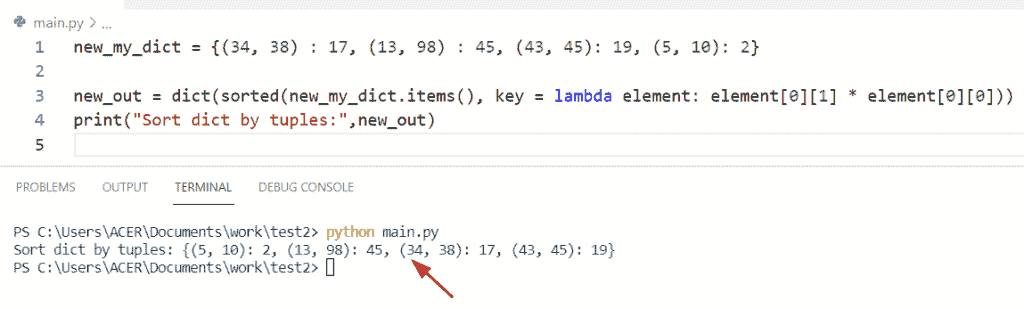 main.py > ...
1 new_my_dict = {(34, 38) : 17, (13, 98) : 45, (43, 45): 19, (5, 10): 2}
2
3 new_out = dict(sorted(new_my_dict.items(), key = lambda element: element[0][1] * element[0][0]))
4 print("Sort dict by tuples:",new_out)
5
PROBLEMS OUTPUT TERMINAL DEBUG CONSOLE
PS C:\Users\ACER\Documents\work\test2> python main.py
Sort dict by tuples: {(5, 10): 2, (13, 98): 45, (34, 38): 17, (43, 45): 19}
PS C:\Users\ACER\Documents\work\test2>